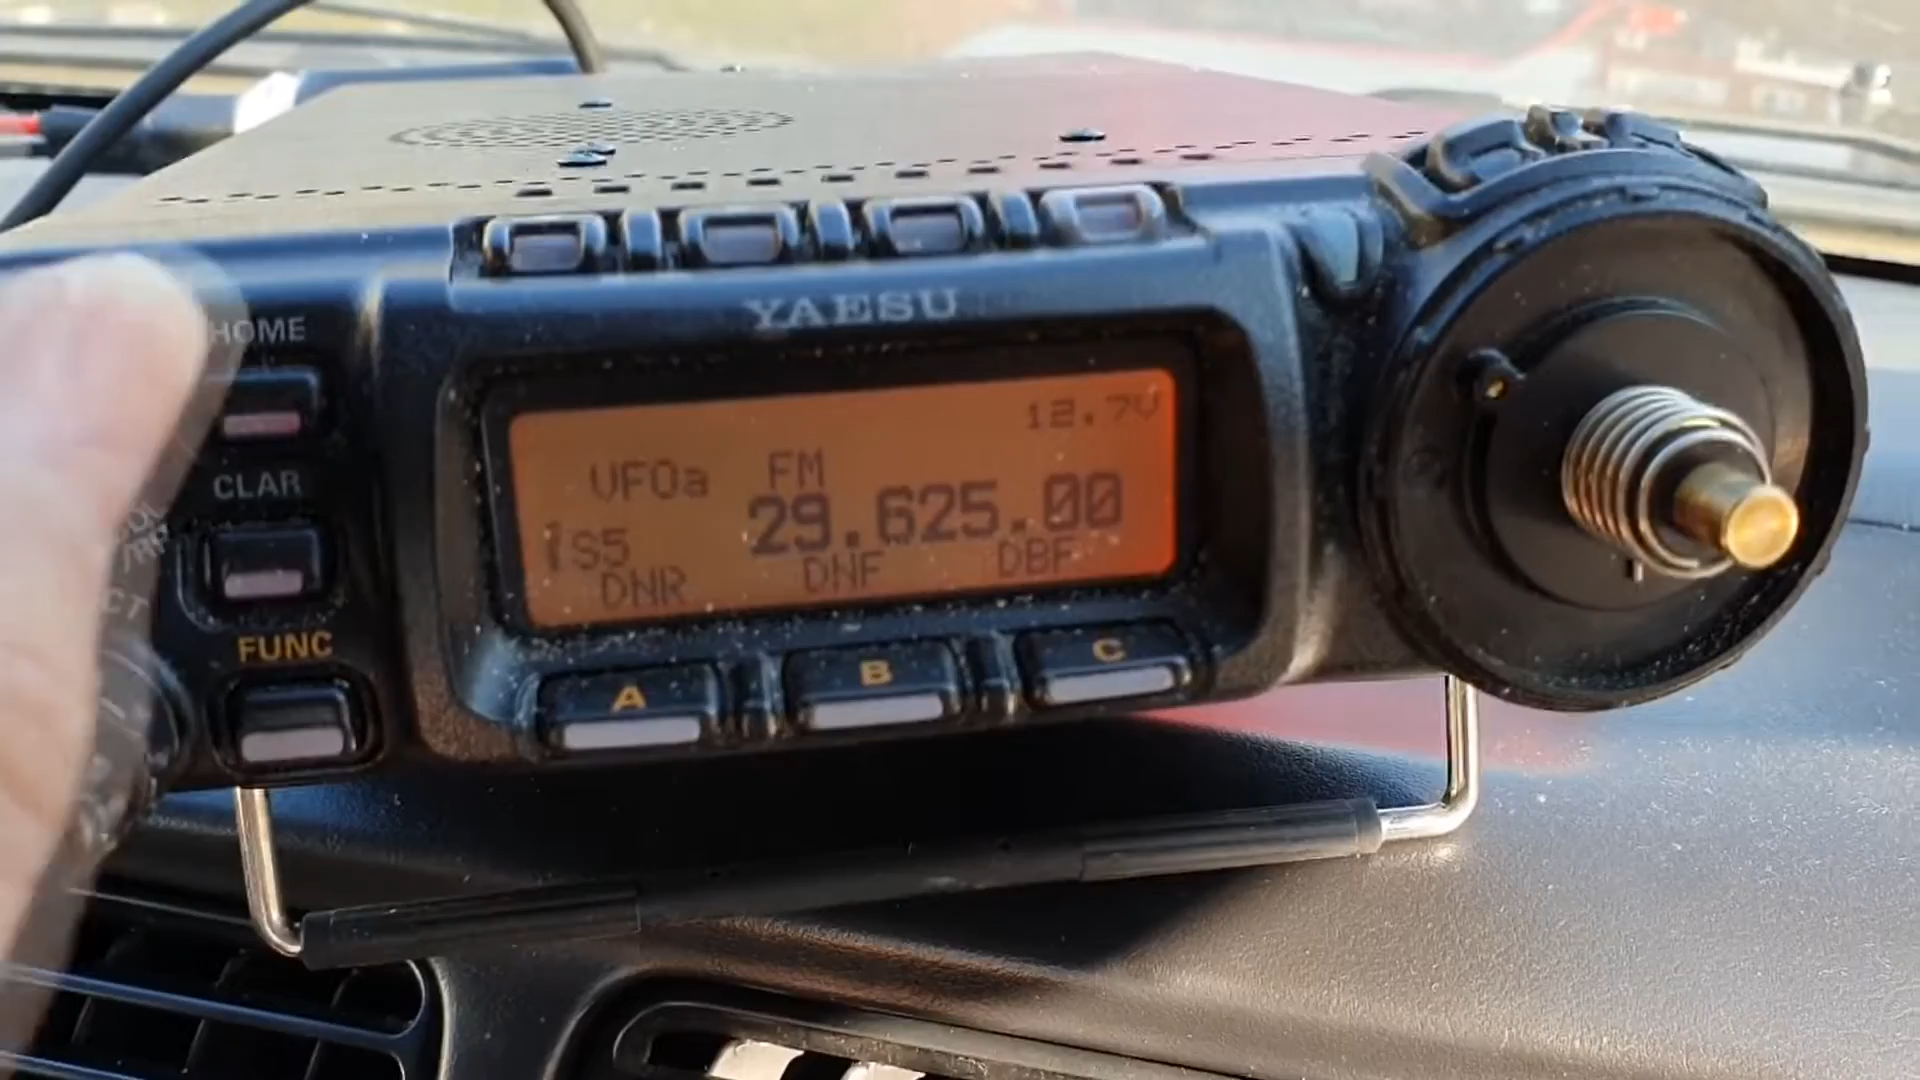 YAESU
HOME
12.7V
VFOa FM
29.625.00
CLAR
S5
DNR DNF DBF
FUNC
A B C